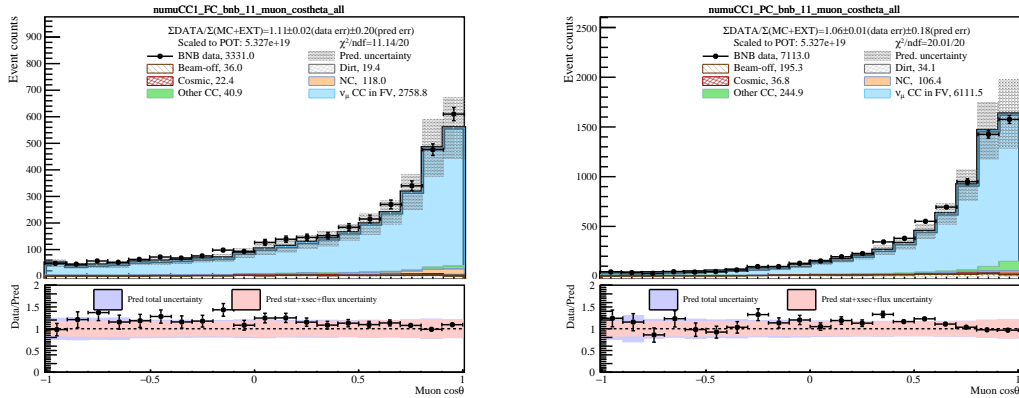 numuCC1_FC_bnb_11_muon_costheta_all
ΣDATA/Σ(MC+EXT)=1.11±0.02(data err)±0.20(pred err)
Scaled to POT: 5.327e+19 χ²/ndf=11.14/20
BNB data, 3331.0 Pred. uncertainty
Beam-off, 36.0 Dirt, 19.4
Cosmic, 22.4 NC, 118.0
Other CC, 40.9 νμ CC in FV, 2758.8
Event counts
900
800
700
600
500
400
300
200
100
0
Pred total uncertainty Pred stat+xsec+flux uncertainty
Data/Pred
2
1.5
1
0.5
0
−1 −0.5 0 0.5 1
Muon cosθ
numuCC1_PC_bnb_11_muon_costheta_all
ΣDATA/Σ(MC+EXT)=1.06±0.01(data err)±0.18(pred err)
Scaled to POT: 5.327e+19 χ²/ndf=20.01/20
BNB data, 7113.0 Pred. uncertainty
Beam-off, 195.3 Dirt, 34.1
Cosmic, 36.8 NC, 106.4
Other CC, 244.9 νμ CC in FV, 6111.5
Event counts
2500
2000
1500
1000
500
0
Pred total uncertainty Pred stat+xsec+flux uncertainty
Data/Pred
2
1.5
1
0.5
0
−1 −0.5 0 0.5 1
Muon cosθ